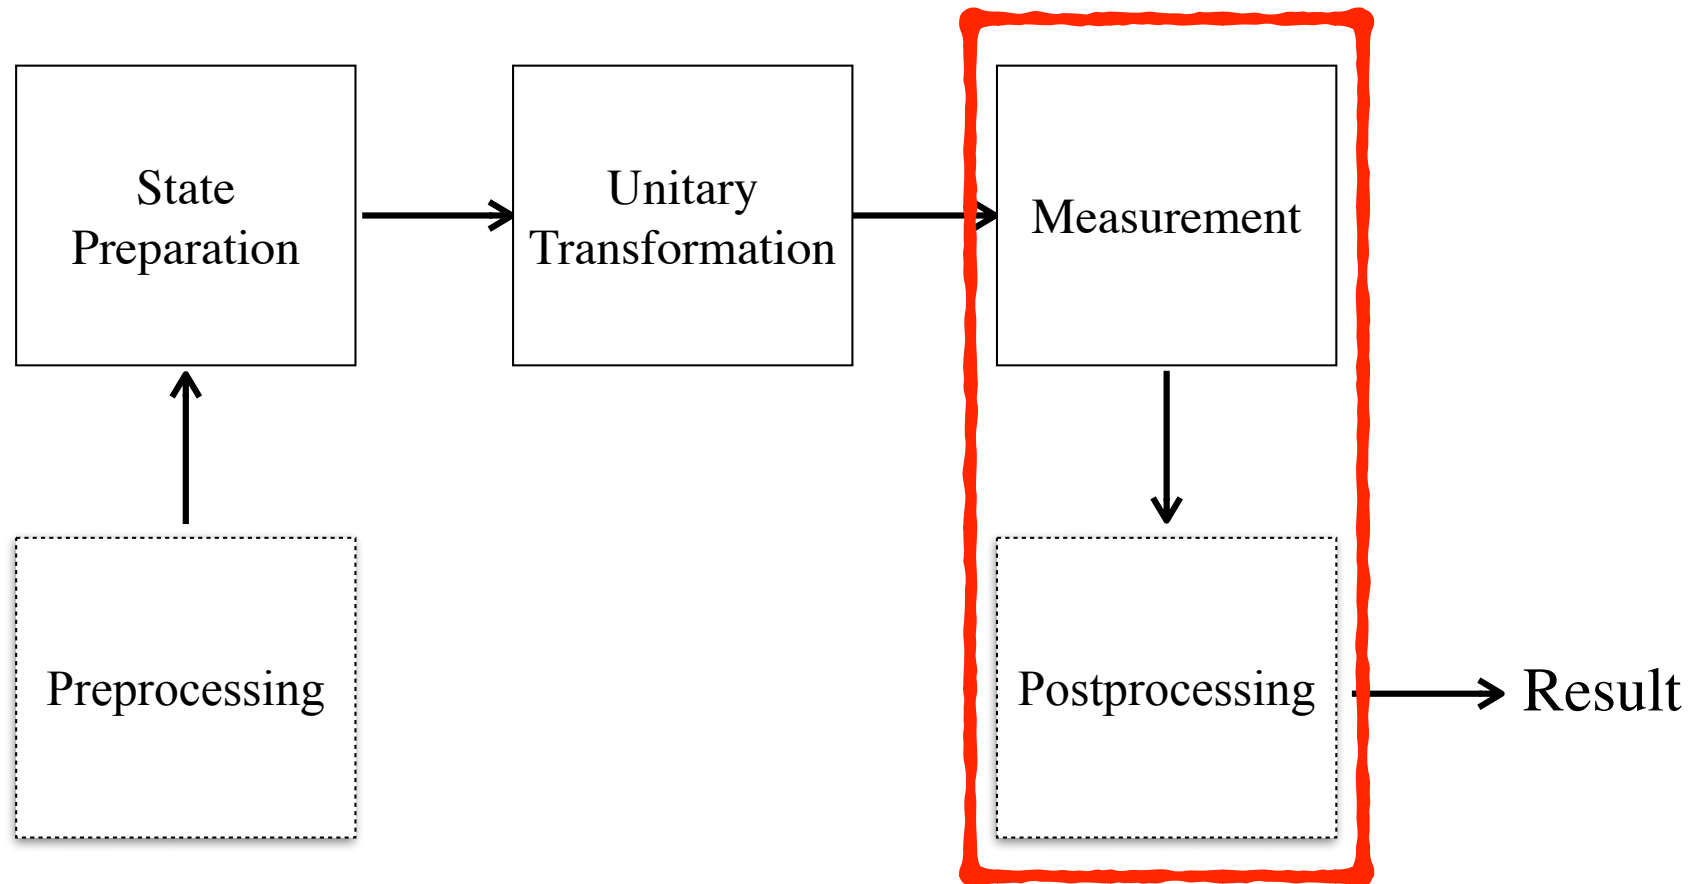 State
Preparation
Unitary
Transformation
Measurement
Preprocessing
Postprocessing
Result